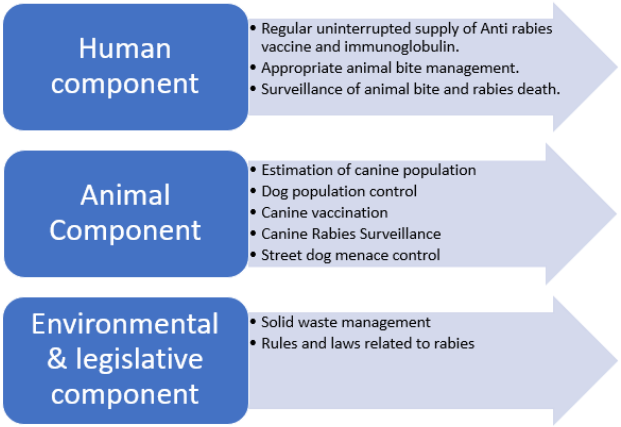 Human
component
• Regular uninterrupted supply of Anti rabies
vaccine and immunoglobulin.
• Appropriate animal bite management.
• Surveillance of animal bite and rabies death.
Animal
Component
• Estimation of canine population
• Dog population control
• Canine vaccination
• Canine Rabies Surveillance
• Street dog menace control
Environmental
& legislative
component
• Solid waste management
• Rules and laws related to rabies